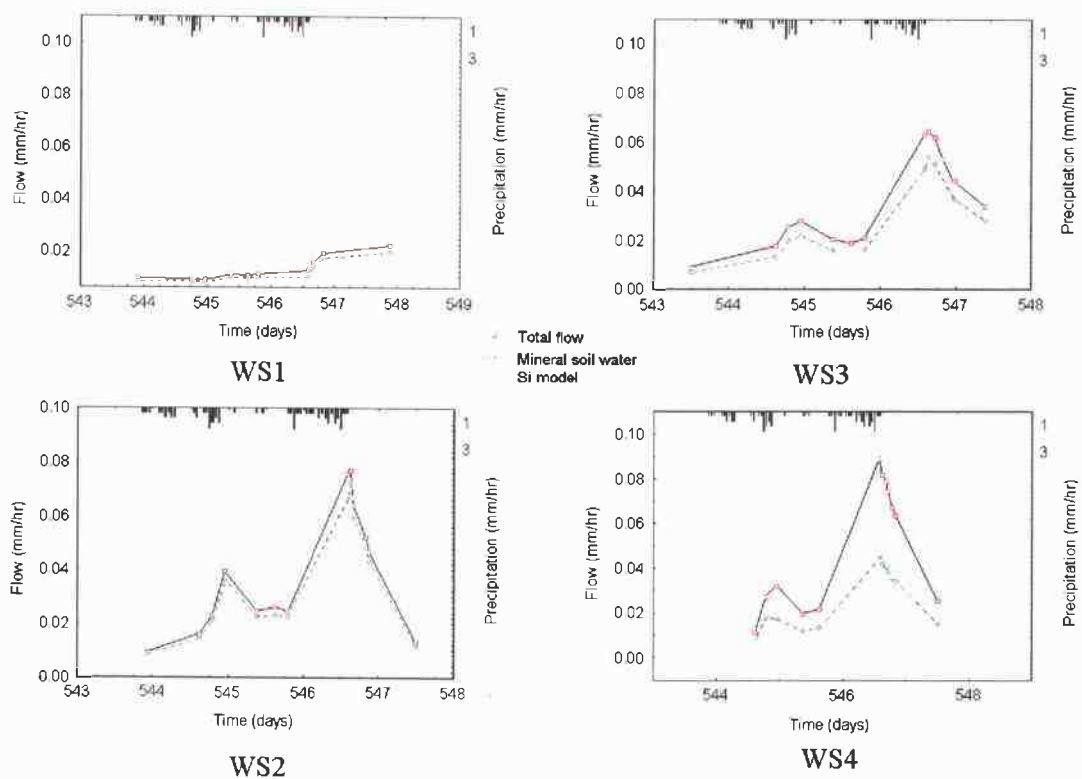 0.10
0.08
0.06
0.04
0.02
Flow (mm/hr)
1
3
Precipitation (mm/hr)
543 544 545 546 547 548 549
Time (days)
WS1
0.10
0.08
0.06
0.04
0.02
0.00
Flow (mm/hr)
1
3
Precipitation (mm/hr)
543 544 545 546 547 548
Time (days)
WS3
Total flow
Mineral soil water
Si model
0.10
0.08
0.06
0.04
0.02
0.00
Flow (mm/hr)
1
3
Precipitation (mm/hr)
543 544 545 546 547 548
Time (days)
WS2
0.10
0.08
0.06
0.04
0.02
0.00
Flow (mm/hr)
1
3
Precipitation (mm/hr)
544 546 548
Time (days)
WS4